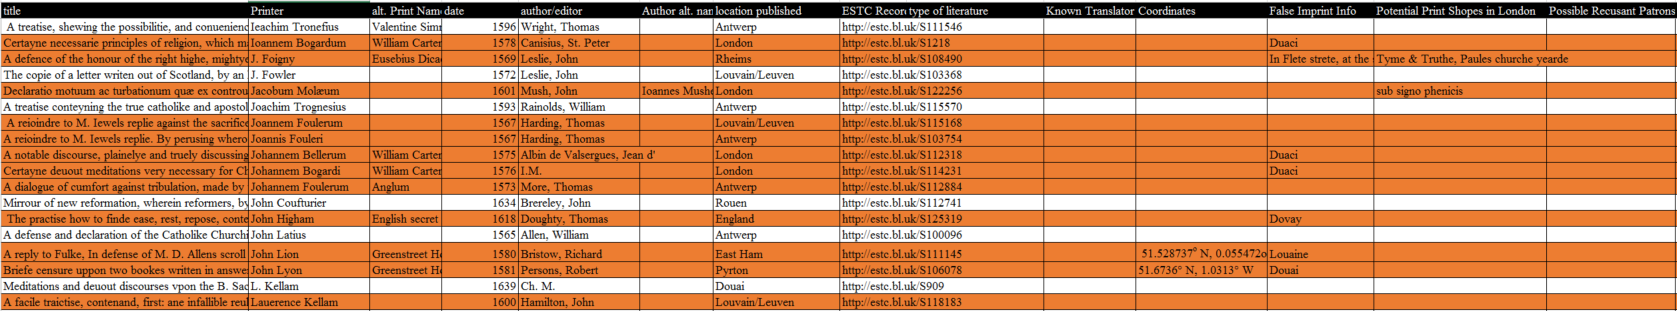 title Printer alt. Print Name date author/editor Author alt. nan location published ESTC Recor type of literature Known Translator Coordinates False Imprint Info Potential Print Shopes in London Possible Recusant Patrons
A treatise, shewing the possibilitie, and conuenienc Ieachim Tronefius Valentine Simr 1596 Wright, Thomas Antwerp http://estc.bl.uk/S111546
Certayne necessarie principles of religion, which m Ioannem Bogardum William Carter 1578 Canisius, St. Peter London http://estc.bl.uk/S1218 Duaci
A defence of the honour of the right highe, mighty J. Foigny Eusebius Dica 1569 Leslie, John Rheims http://estc.bl.uk/S108490 In Flete strete, at the Tyme & Truthe, Paules churche yearde
The copie of a letter writen out of Scotland, by an J. Fowler 1572 Leslie, John Louvain/Leuven http://estc.bl.uk/S103368
Declaratio motuum ac turbationum quæ ex controu Jacobum Molæum 1601 Mush, John Ioannes Mushe London http://estc.bl.uk/S122256 sub signo phenicis
A treatise conteyning the true catholike and apostol Joachim Trognesius 1593 Rainolds, William Antwerp http://estc.bl.uk/S115570
A reioindre to M. Iewels replie against the sacrific Joannem Foulerum 1567 Harding, Thomas Louvain/Leuven http://estc.bl.uk/S115168
A reioindre to M. Iewels replie. By perusing whero Joannis Fouleri 1567 Harding, Thomas Antwerp http://estc.bl.uk/S103754
A notable discourse, plainelye and truely discussing Johannem Bellerum William Carter 1575 Albin de Valsergues, Jean d' London http://estc.bl.uk/S112318 Duaci
Certayne deuout meditations very necessary for Ch Johannem Bogardi William Carter 1576 I.M. London http://estc.bl.uk/S114231 Duaci
A dialogue of cumfort against tribulation, made by Johannem Foulerum Anglum 1573 More, Thomas Antwerp http://estc.bl.uk/S112884
Mirrour of new reformation, wherein reformers, by John Coufturier 1634 Brereley, John Rouen http://estc.bl.uk/S112741
The practise how to finde ease, rest, repose, conte John Higham English secret 1618 Doughty, Thomas England http://estc.bl.uk/S125319 Dovay
A defense and declaration of the Catholike Churchi John Latius 1565 Allen, William Antwerp http://estc.bl.uk/S100096
A reply to Fulke, In defense of M. D. Allens scroll John Lion Greenstreet Ho 1580 Bristow, Richard East Ham http://estc.bl.uk/S111145 51.528737° N, 0.055472o Louaine
Briefe censure uppon two bookes written in answe John Lyon Greenstreet Ho 1581 Persons, Robert Pyrton http://estc.bl.uk/S106078 51.6736° N, 1.0313° W Douai
Meditations and deuout discourses vpon the B. Sac L. Kellam 1639 Ch. M. Douai http://estc.bl.uk/S909
A facile traictise, contenand, first: ane infallible reul Lauerence Kellam 1600 Hamilton, John Louvain/Leuven http://estc.bl.uk/S118183